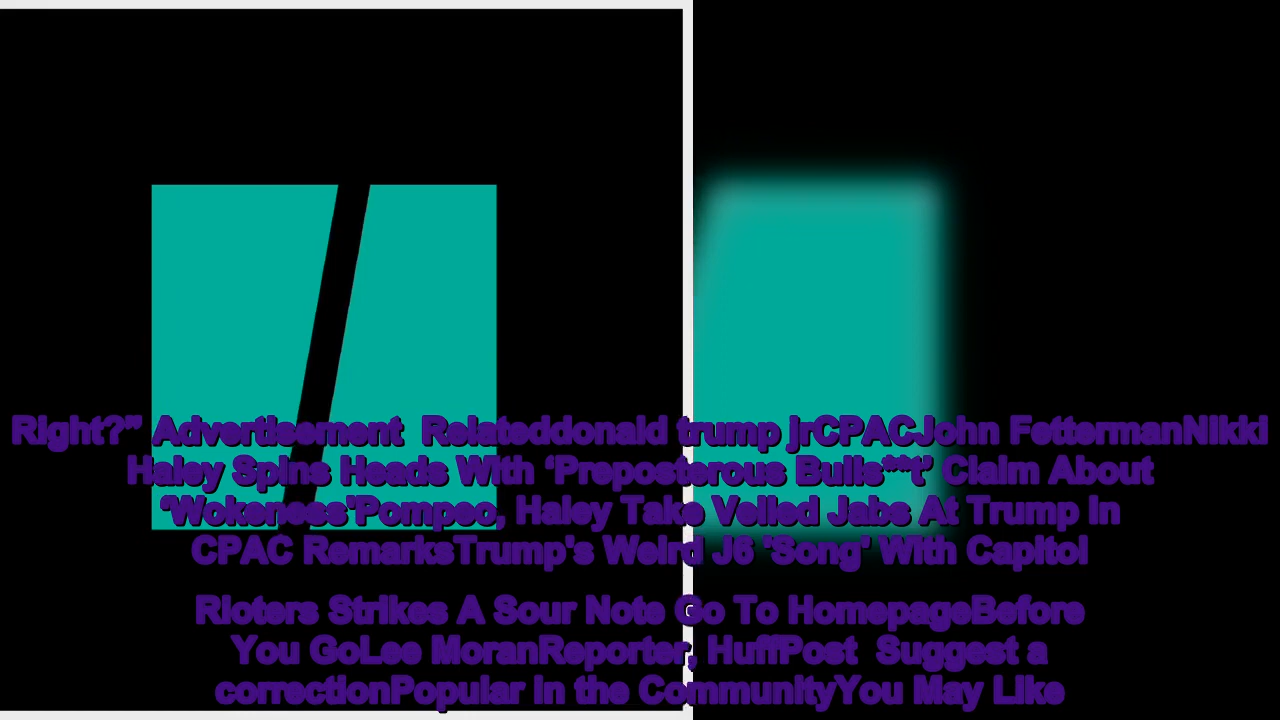 Right?” Advertisement  Relateddonald trump jrCPACJohn FettermanNikki
Haley Spins Heads With ‘Preposterous Bulls**t’ Claim About
‘Wokeness’Pompeo, Haley Take Veiled Jabs At Trump In
CPAC RemarksTrump's Weird J6 'Song' With Capitol
Rioters Strikes A Sour Note Go To HomepageBefore
You GoLee MoranReporter, HuffPost  Suggest a
correctionPopular in the CommunityYou May Like